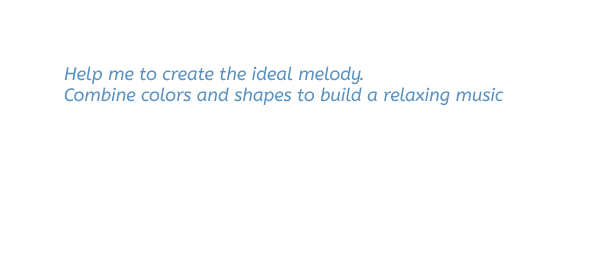 Help me to create the ideal melody.
Combine colors and shapes to build a relaxing music